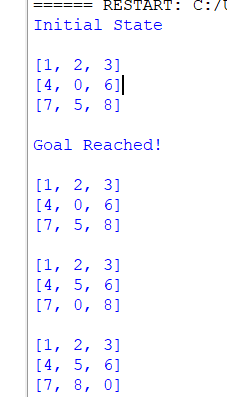 ====== RESTART: C:/U
Initial State
[1, 2, 3]
[4, 0, 6]
[7, 5, 8]
Goal Reached!
[1, 2, 3]
[4, 0, 6]
[7, 5, 8]
[1, 2, 3]
[4, 5, 6]
[7, 0, 8]
[1, 2, 3]
[4, 5, 6]
[7, 8, 0]